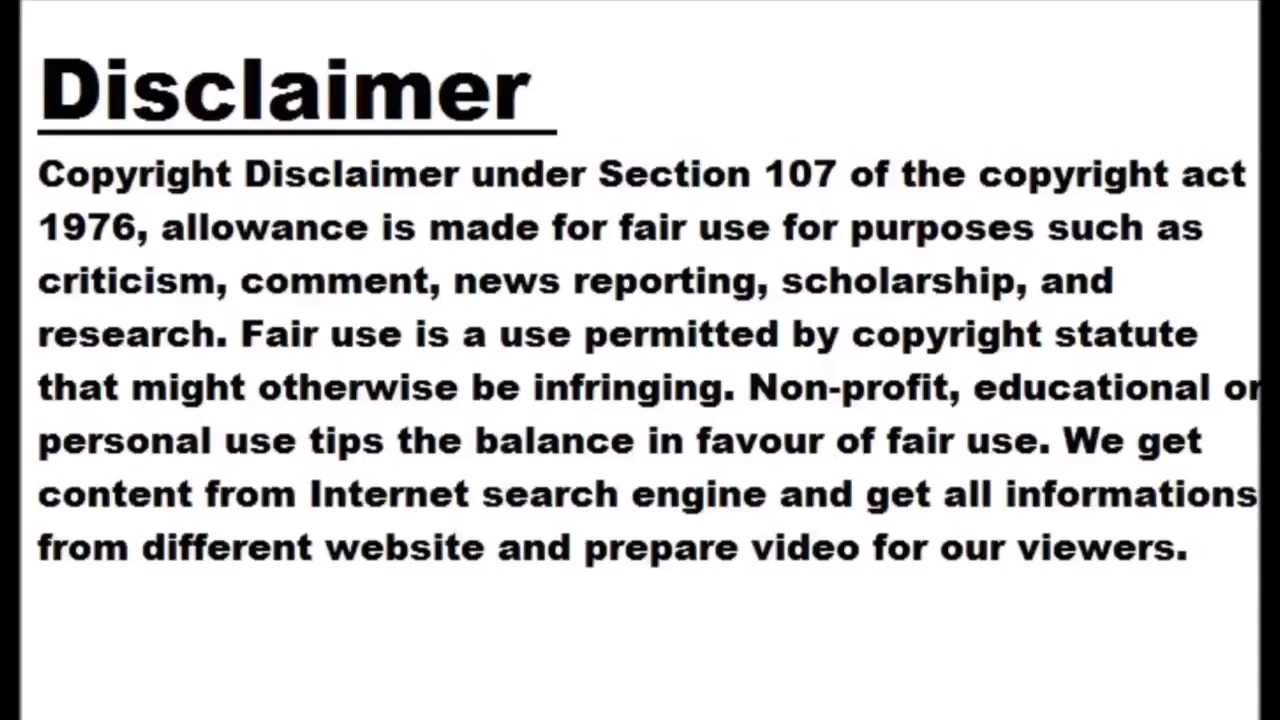 Disclaimer
Copyright Disclaimer under Section 107 of the copyright act
1976, allowance is made for fair use for purposes such as
criticism, comment, news reporting, scholarship, and
research. Fair use is a use permitted by copyright statute
that might otherwise be infringing. Non-profit, educational or
personal use tips the balance in favour of fair use. We get
content from Internet search engine and get all informations
from different website and prepare video for our viewers.